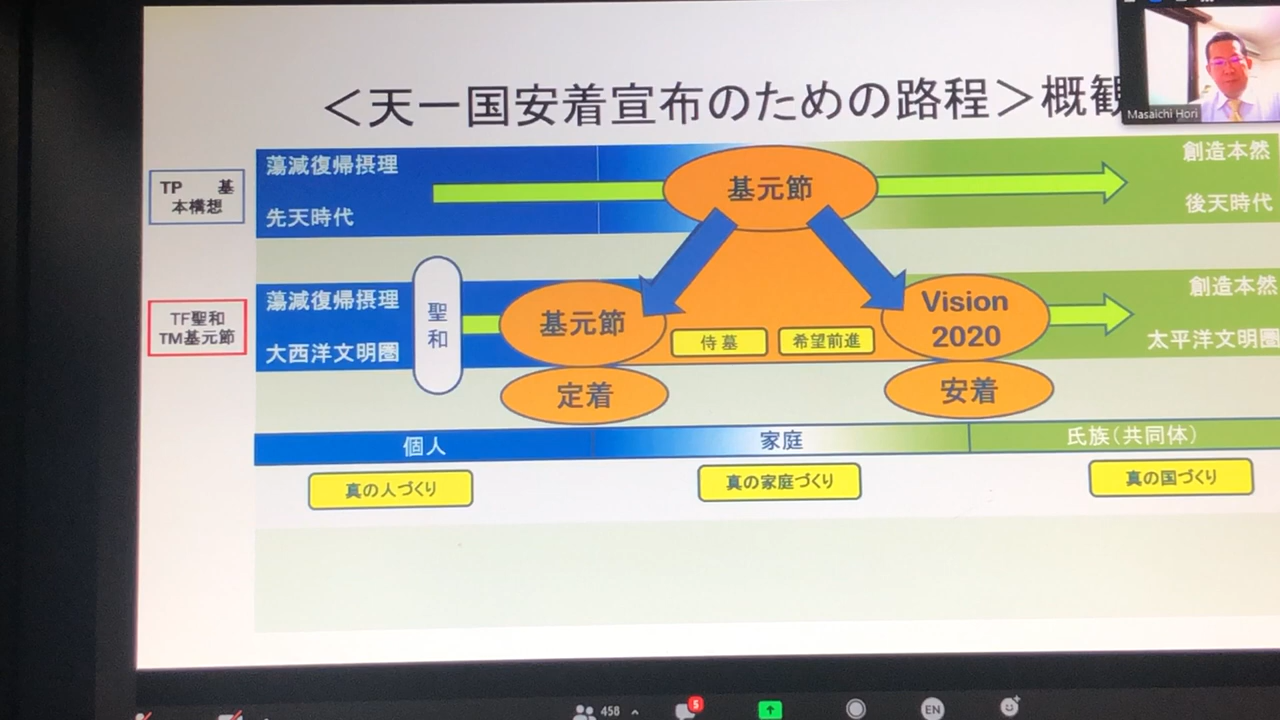 <天一国安着宣布のための路程>概観
Masaichi Hori
TP 基
本構想
蕩減復帰摂理
先天時代
基元節
創造本然
後天時代
TF聖和
TM基元節
蕩減復帰摂理
大西洋文明圏
聖和
基元節
定着
侍墓
希望前進
Vision
2020
安着
創造本然
太平洋文明圏
個人
家庭
氏族(共同体)
真の人づくり
真の家庭づくり
真の国づくり
458
5
EN